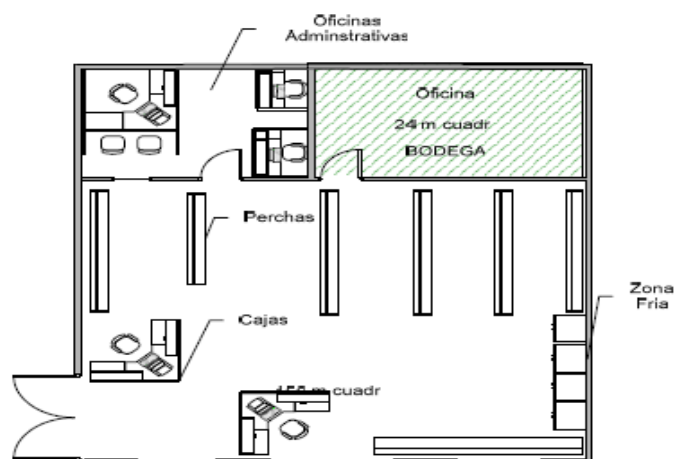 Oficinas
Adminstrativas
Oficina
24 m cuadr
BODEGA
Perchas
Zona
Fria
Cajas
m cuadr